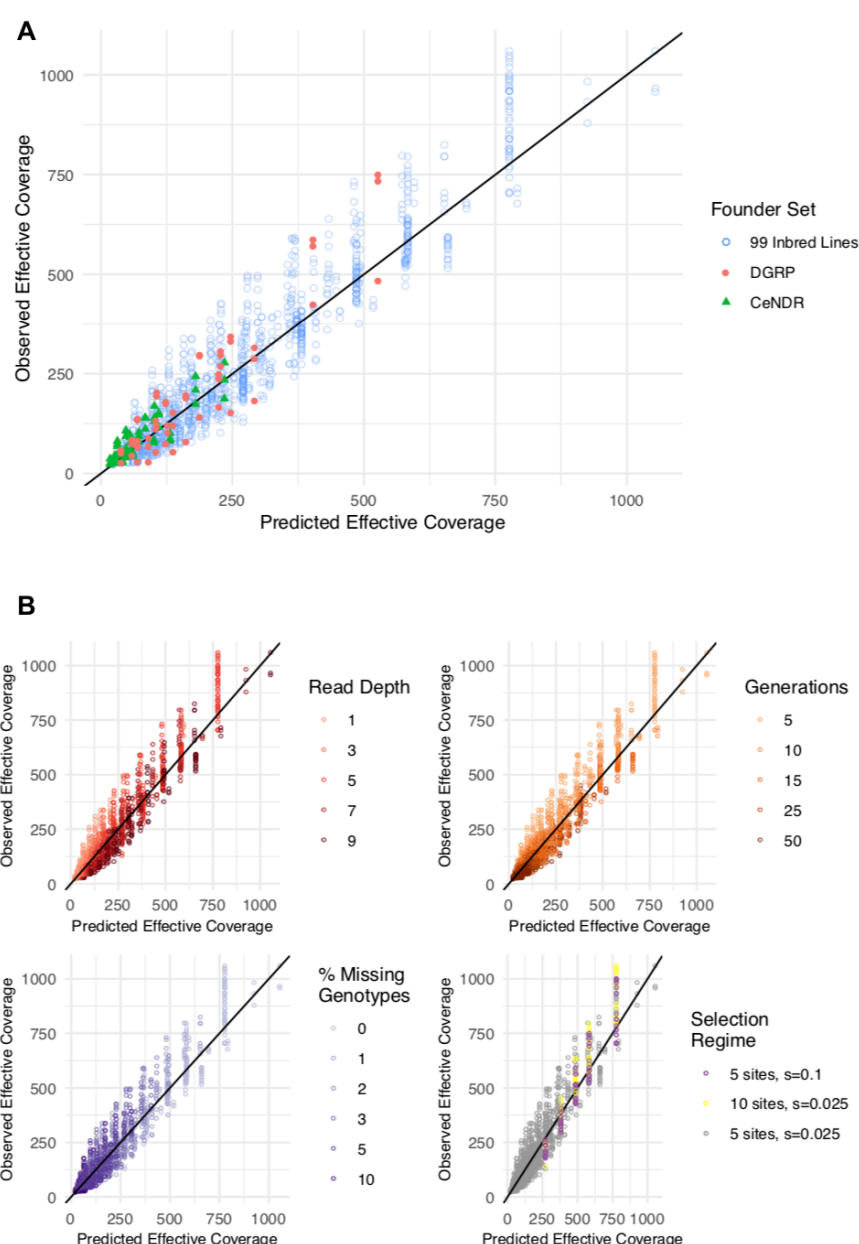 A
1000
750
500
250
0
Observed Effective Coverage
0 250 500 750 1000
Predicted Effective Coverage
Founder Set
99 Inbred Lines
DGRP
CeNDR
B
1000
750
500
250
0
Observed Effective Coverage
0 250 500 750 1000
Predicted Effective Coverage
Read Depth
1
3
5
7
9
1000
750
500
250
0
Observed Effective Coverage
0 250 500 750 1000
Predicted Effective Coverage
Generations
5
10
15
25
50
1000
750
500
250
0
Observed Effective Coverage
0 250 500 750 1000
Predicted Effective Coverage
% Missing
Genotypes
0
1
2
3
5
10
1000
750
500
250
0
Observed Effective Coverage
0 250 500 750 1000
Predicted Effective Coverage
Selection
Regime
5 sites, s=0.1
10 sites, s=0.025
5 sites, s=0.025